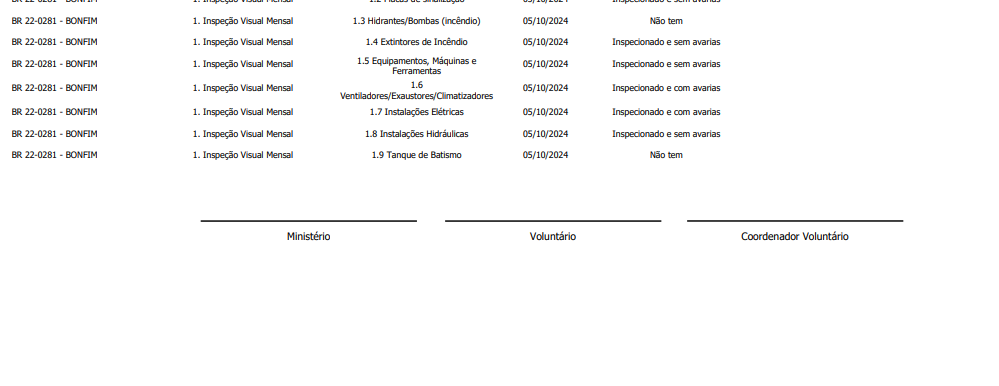 BR 22-0281 - BONFIM 1. Inspeção Visual Mensal 1.2 Placas de sinalização 05/10/2024 Inspecionado e sem avarias
BR 22-0281 - BONFIM 1. Inspeção Visual Mensal 1.3 Hidrantes/Bombas (incêndio) 05/10/2024 Não tem
BR 22-0281 - BONFIM 1. Inspeção Visual Mensal 1.4 Extintores de Incêndio 05/10/2024 Inspecionado e sem avarias
BR 22-0281 - BONFIM 1. Inspeção Visual Mensal 1.5 Equipamentos, Máquinas e Ferramentas 05/10/2024 Inspecionado e sem avarias
BR 22-0281 - BONFIM 1. Inspeção Visual Mensal 1.6 Ventiladores/Exaustores/Climatizadores 05/10/2024 Inspecionado e com avarias
BR 22-0281 - BONFIM 1. Inspeção Visual Mensal 1.7 Instalações Elétricas 05/10/2024 Inspecionado e com avarias
BR 22-0281 - BONFIM 1. Inspeção Visual Mensal 1.8 Instalações Hidráulicas 05/10/2024 Inspecionado e sem avarias
BR 22-0281 - BONFIM 1. Inspeção Visual Mensal 1.9 Tanque de Batismo 05/10/2024 Não tem
Ministério Voluntário Coordenador Voluntário